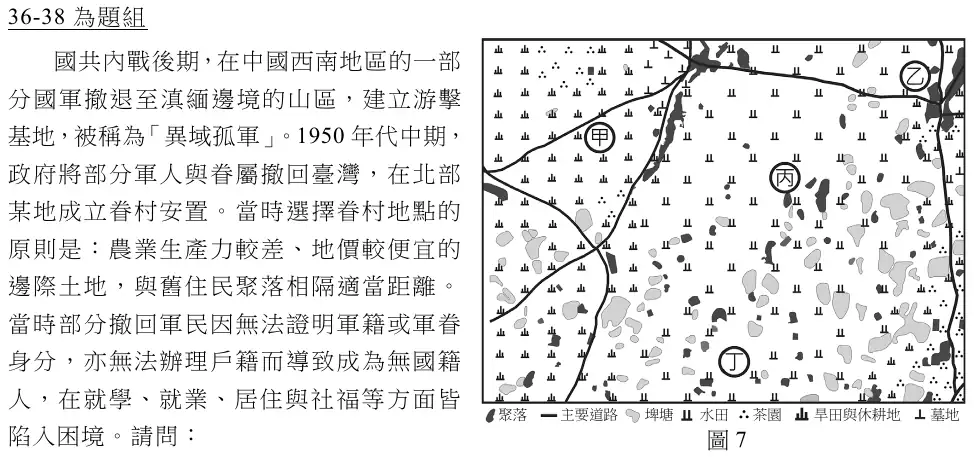 36-38 為題組
國共內戰後期，在中國西南地區的一部
分國軍撤退至滇緬邊境的山區，建立游擊
基地，被稱為「異域孤軍」。1950 年代中期，
政府將部分軍人與眷屬撤回臺灣，在北部
某地成立眷村安置。當時選擇眷村地點的
原則是：農業生產力較差、地價較便宜的
邊際土地，與舊住民聚落相隔適當距離。
當時部分撤回軍民因無法證明軍籍或軍眷
身分，亦無法辦理戶籍而導致成為無國籍
人，在就學、就業、居住與社福等方面皆
陷入困境。請問：
甲
乙
丙
丁
聚落 主要道路 埤塘 水田 茶園 旱田與休耕地 墓地
圖 7